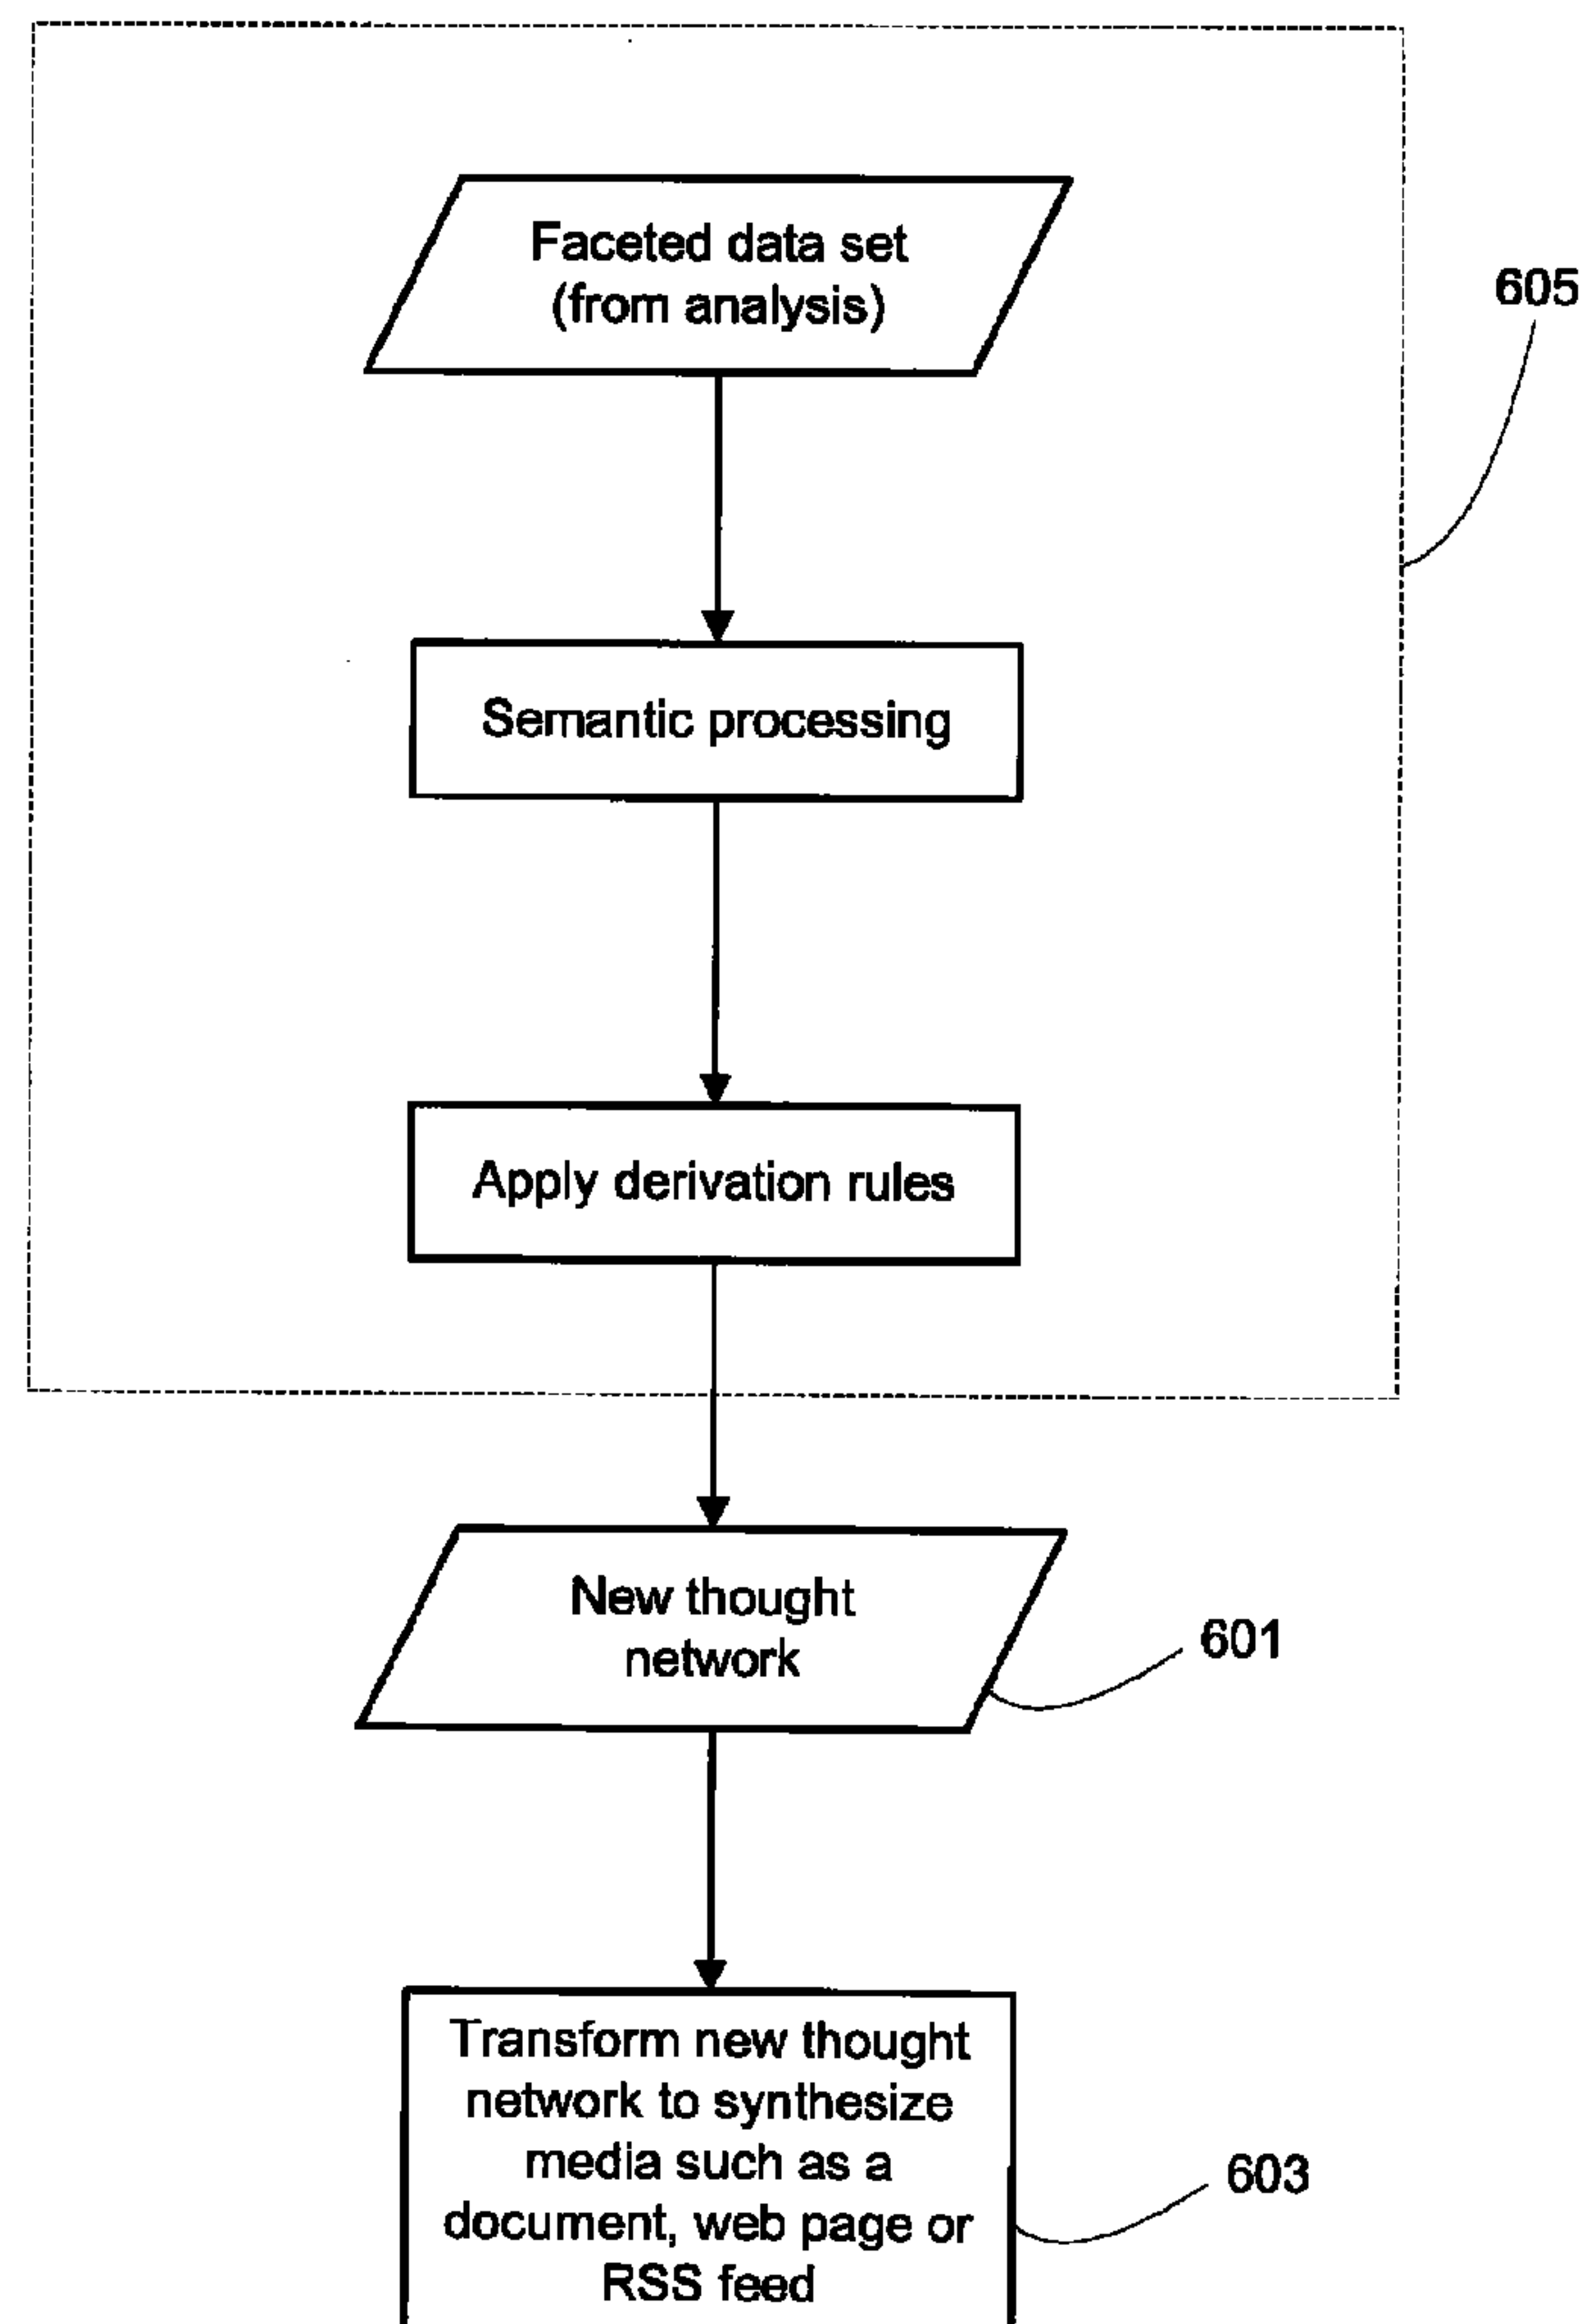 Faceted data set
(from analysis)
605
Semantic processing
Apply derivation rules
New thought
network
601
Transform new thought
network to synthesize
media such as a
document, web page or
RSS feed
603